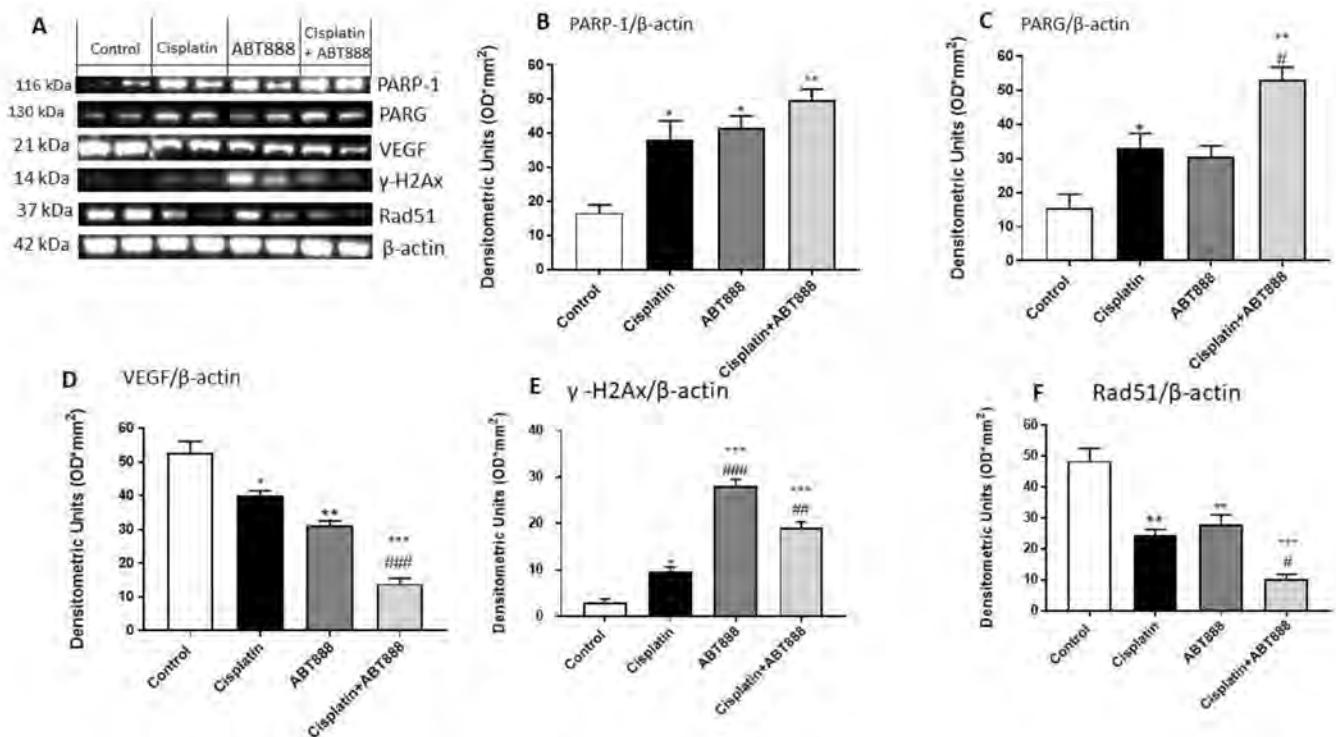 A
Control Cisplatin ABT888 Cisplatin
+ ABT888
116 kDa PARP-1
130 kDa PARG
21 kDa VEGF
14 kDa γ-H2Ax
37 kDa Rad51
42 kDa β-actin
B PARP-1/β-actin
Densitometric Units (OD*mm²)
60
50
40
30
20
10
0
*
*
**
Control
Cisplatin
ABT888
Cisplatin+ABT888
C PARG/β-actin
Densitometric Units (OD*mm²)
60
50
40
30
20
10
0
*
**
#
Control
Cisplatin
ABT888
Cisplatin+ABT888
D VEGF/β-actin
Densitometric Units (OD*mm²)
60
50
40
30
20
10
0
*
**
***
###
Control
Cisplatin
ABT888
Cisplatin+ABT888
E γ -H2Ax/β-actin
Densitometric Units (OD*mm²)
40
30
20
10
0
*
***
###
***
##
Control
Cisplatin
ABT888
Cisplatin+ABT888
F Rad51/β-actin
Densitometric Units (OD*mm²)
60
50
40
30
20
10
0
**
**
***
#
Control
Cisplatin
ABT888
Cisplatin+ABT888